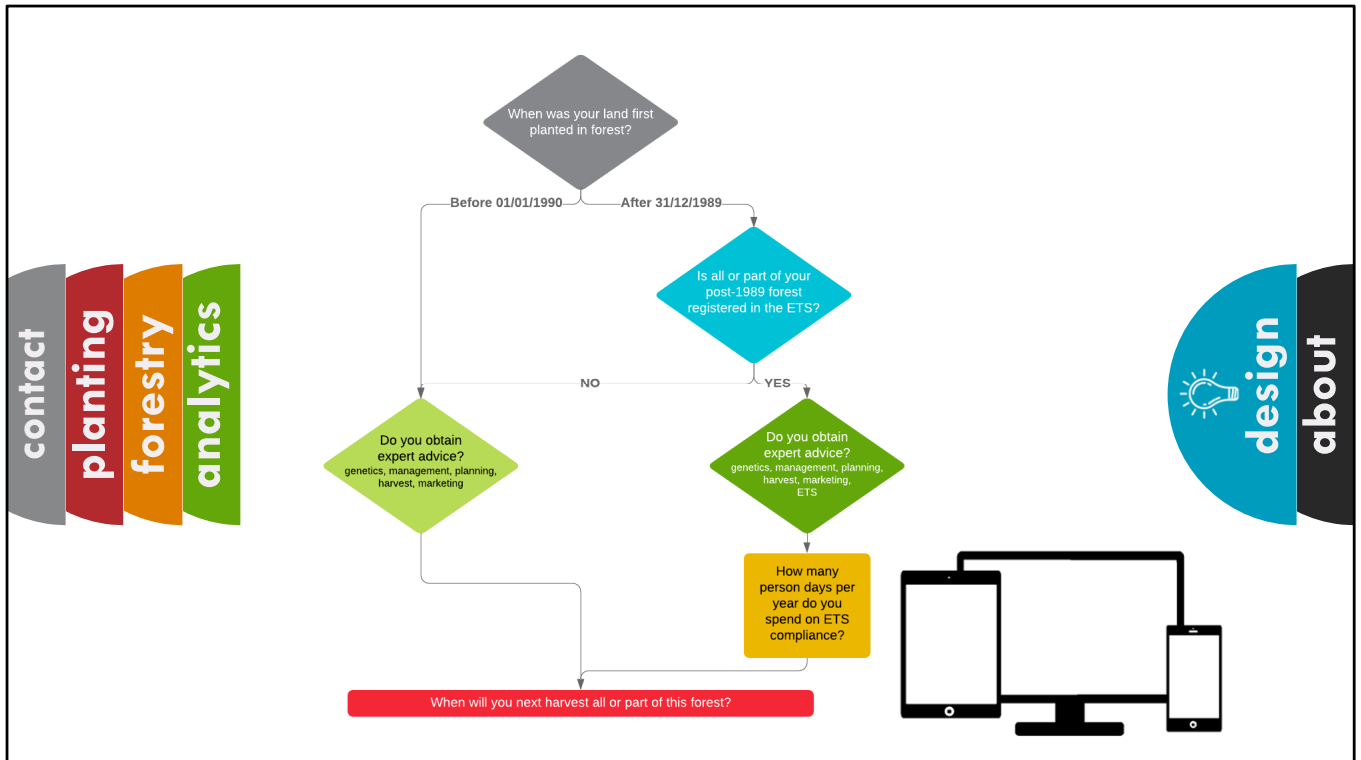 When was your land first
planted in forest?
Before 01/01/1990
After 31/12/1989
Is all or part of your
post-1989 forest
registered in the ETS?
NO
YES
Do you obtain
expert advice?
genetics, management, planning,
harvest, marketing
Do you obtain
expert advice?
genetics, management, planning,
harvest, marketing,
ETS
How many
person days per
year do you
spend on ETS
compliance?
When will you next harvest all or part of this forest?
contact
planting
forestry
analytics
design
about